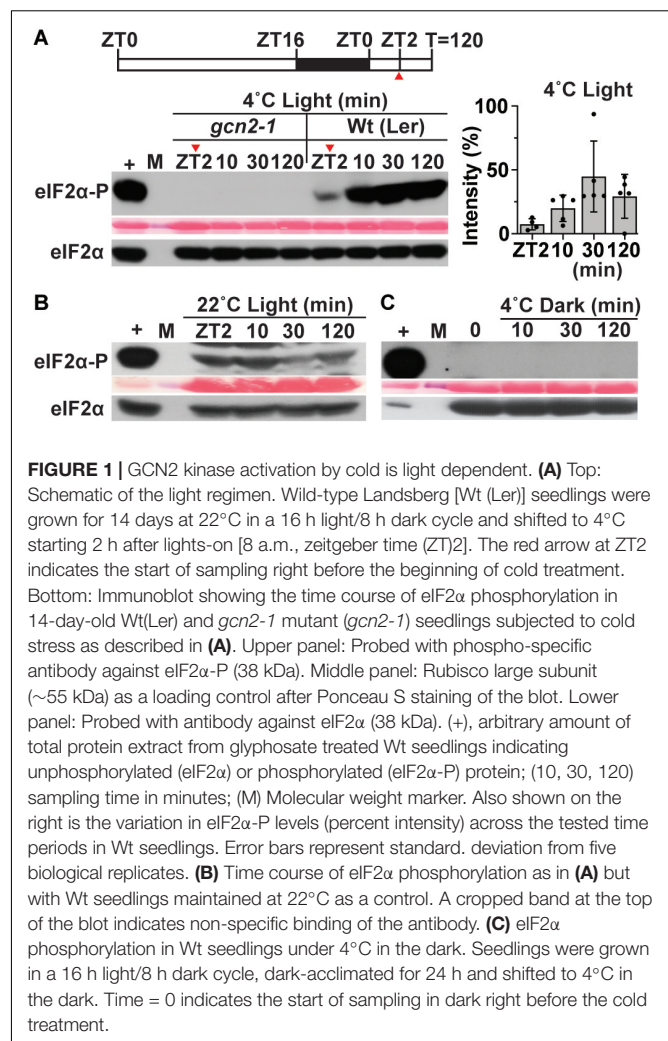 A
ZT0 ZT16 ZT0 ZT2 T=120
4°C Light (min)
gcn2-1 Wt (Ler)
+ M ZT2 10 30 120 ZT2 10 30 120
eIF2α-P
eIF2α
4°C Light
Intensity (%)
100
50
0
ZT2 10 30 120
(min)
B
22°C Light (min)
+ M ZT2 10 30 120
eIF2α-P
eIF2α
C
4°C Dark (min)
+ M 0 10 30 120
FIGURE 1 | GCN2 kinase activation by cold is light dependent. (A) Top:
Schematic of the light regimen. Wild-type Landsberg [Wt (Ler)] seedlings were
grown for 14 days at 22°C in a 16 h light/8 h dark cycle and shifted to 4°C
starting 2 h after lights-on [8 a.m., zeitgeber time (ZT)2]. The red arrow at ZT2
indicates the start of sampling right before the beginning of cold treatment.
Bottom: Immunoblot showing the time course of eIF2α phosphorylation in
14-day-old Wt(Ler) and gcn2-1 mutant (gcn2-1) seedlings subjected to cold
stress as described in (A). Upper panel: Probed with phospho-specific
antibody against eIF2α-P (38 kDa). Middle panel: Rubisco large subunit
(∼55 kDa) as a loading control after Ponceau S staining of the blot. Lower
panel: Probed with antibody against eIF2α (38 kDa). (+), arbitrary amount of
total protein extract from glyphosate treated Wt seedlings indicating
unphosphorylated (eIF2α) or phosphorylated (eIF2α-P) protein; (10, 30, 120)
sampling time in minutes; (M) Molecular weight marker. Also shown on the
right is the variation in eIF2α-P levels (percent intensity) across the tested time
periods in Wt seedlings. Error bars represent standard. deviation from five
biological replicates. (B) Time course of eIF2α phosphorylation as in (A) but
with Wt seedlings maintained at 22°C as a control. A cropped band at the top
of the blot indicates non-specific binding of the antibody. (C) eIF2α
phosphorylation in Wt seedlings under 4°C in the dark. Seedlings were grown
in a 16 h light/8 h dark cycle, dark-acclimated for 24 h and shifted to 4°C in
the dark. Time = 0 indicates the start of sampling in dark right before the cold
treatment.